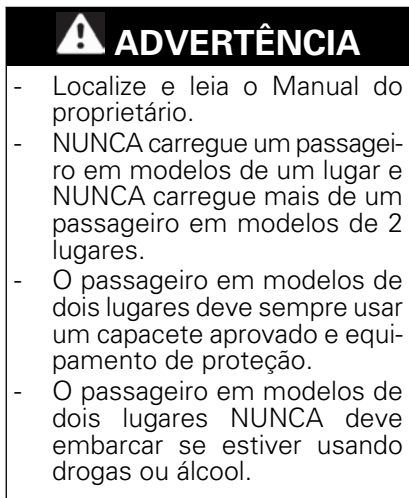 ADVERTÊNCIA
- Localize e leia o Manual do
proprietário.
- NUNCA carregue um passagei-
ro em modelos de um lugar e
NUNCA carregue mais de um
passageiro em modelos de 2
lugares.
- O passageiro em modelos de
dois lugares deve sempre usar
um capacete aprovado e equi-
pamento de proteção.
- O passageiro em modelos de
dois lugares NUNCA deve
embarcar se estiver usando
drogas ou álcool.